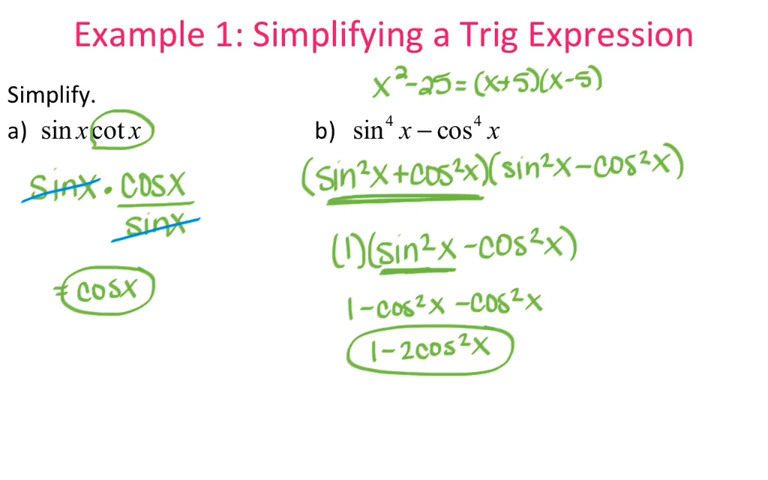 Example 1: Simplifying a Trig Expression
x²-25=(x+5)(x-5)
Simplify.
a) sin x cot x
sinx · cosx
sinx
= cosx
b) sin⁴ x – cos⁴ x
(sin²x+cos²x)(sin²x-cos²x)
(1)(sin²x-cos²x)
1-cos²x-cos²x
1-2cos²x